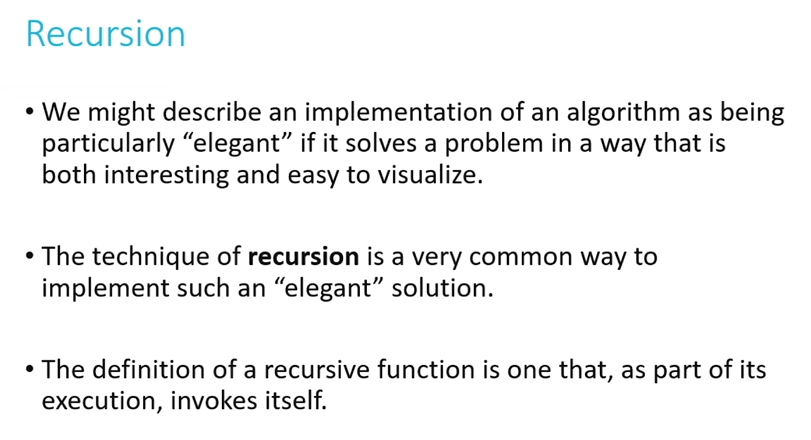 Recursion
• We might describe an implementation of an algorithm as being
particularly “elegant” if it solves a problem in a way that is
both interesting and easy to visualize.
• The technique of recursion is a very common way to
implement such an “elegant” solution.
• The definition of a recursive function is one that, as part of its
execution, invokes itself.